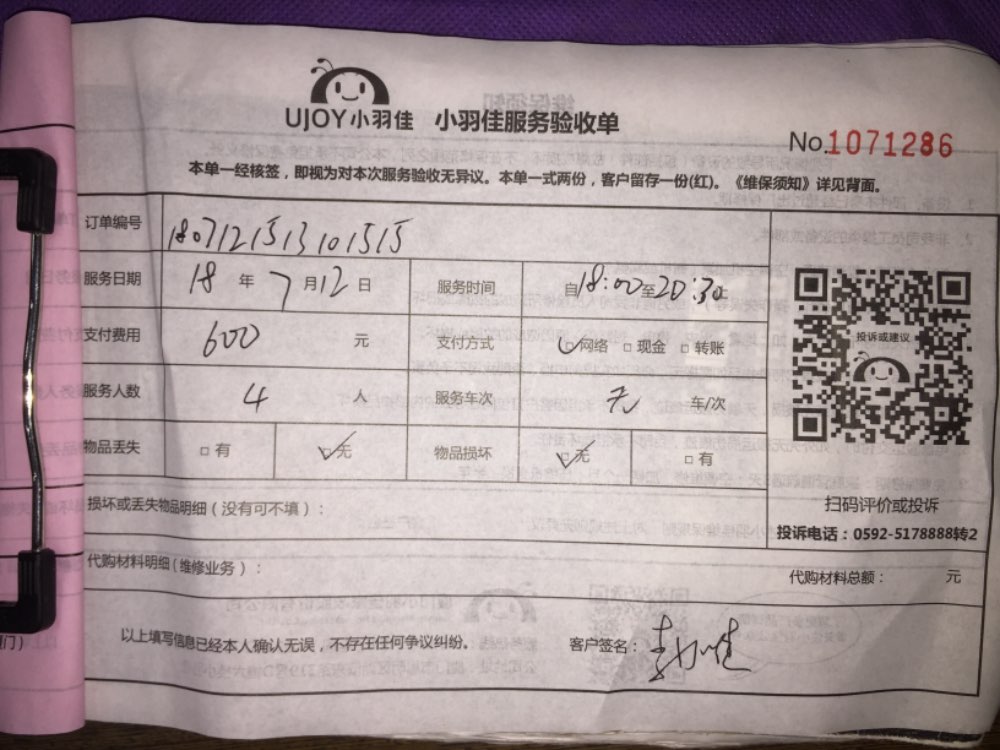 UJOY小羽佳 小羽佳服务验收单
No.1071286
本单一经核签，即视为对本次服务验收无异议。本单一式两份，客户留存一份(红)。《维保须知》详见背面。
订单编号 1807121513101515
服务日期 18 年 7 月 12 日 服务时间 自18:00至20:30
支付费用 600 元 支付方式 ✓□网络 □现金 □转账
服务人数 4 人 服务车次 无 车/次
物品丢失 □有 ☑无 物品损坏 ☑无 □有
投诉或建议
扫码评价或投诉
损坏或丢失物品明细（没有可不填）：
投诉电话：0592-5178888转2
代购材料明细(维修业务)： 代购材料总额： 元
以上填写信息已经本人确认无误，不存在任何争议纠纷。 客户签名：